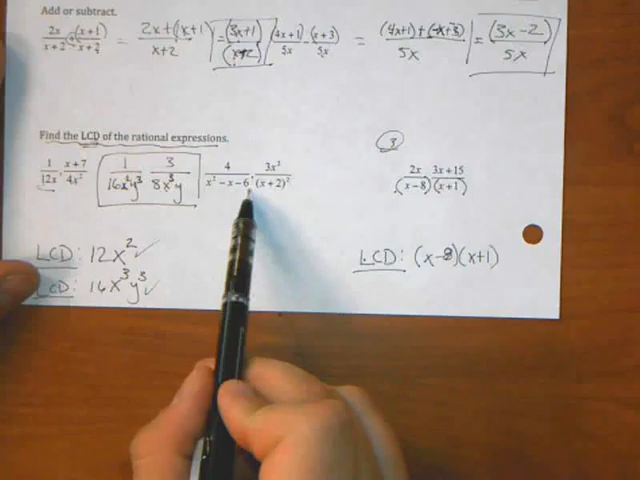 Add or subtract.
2x/(x+2) + (x+1)/(x+2) = (2x+(x+1))/(x+2) = (3x+1)/(x+2) (4x+1)/5x - (x+3)/5x = ((4x+1)+(-x+3))/5x = (3x-2)/5x
Find the LCD of the rational expressions.
3
1/12x, (x+7)/4x² 1/16x²y³ 3/8x³y 4/(x²-x-6), 3x²/(x+2)² 2x/(x-8) (3x+15)/(x+1)
LCD: 12x² ✓ LCD: (x-8)(x+1)
LCD: 16x³y³ ✓